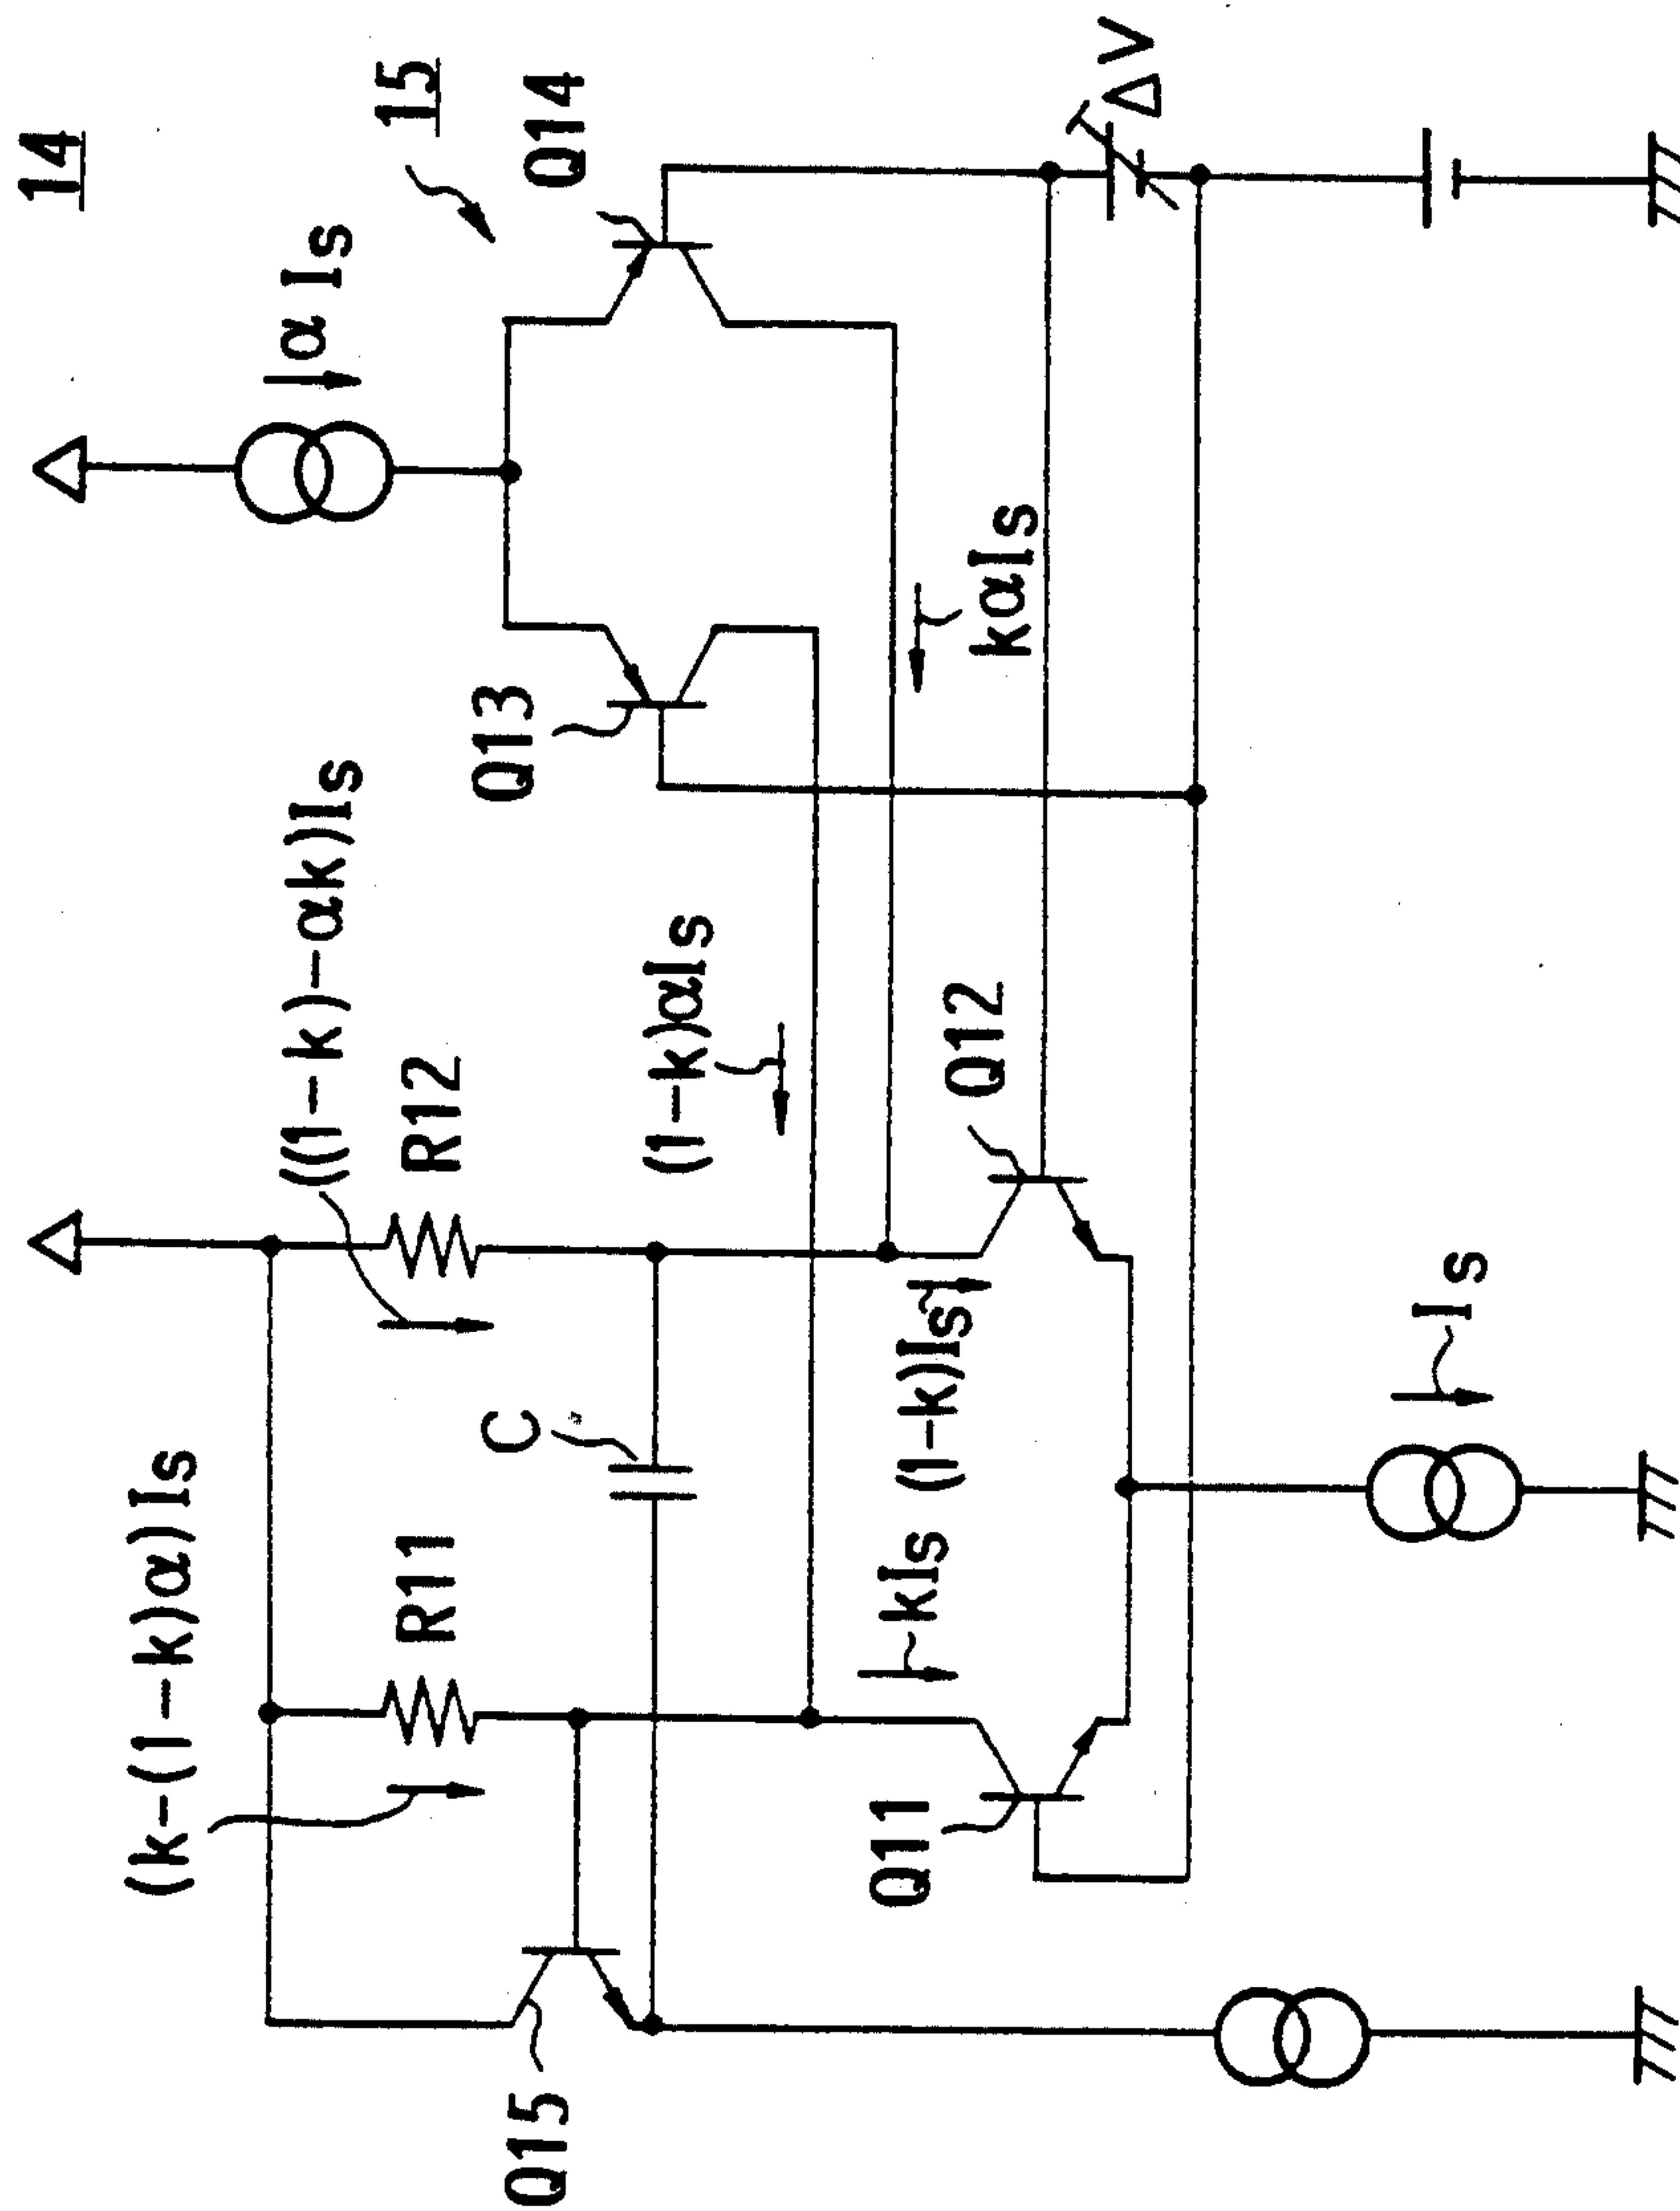 14
(k-(1-k)α)Is
((1-k)-αk)Is
αIs
15
R11
R12
Q15
C
Q13
Q14
(1-k)αIs
Q11
kIs
(1-k)Is
Q12
kαIs
ΔV
Is